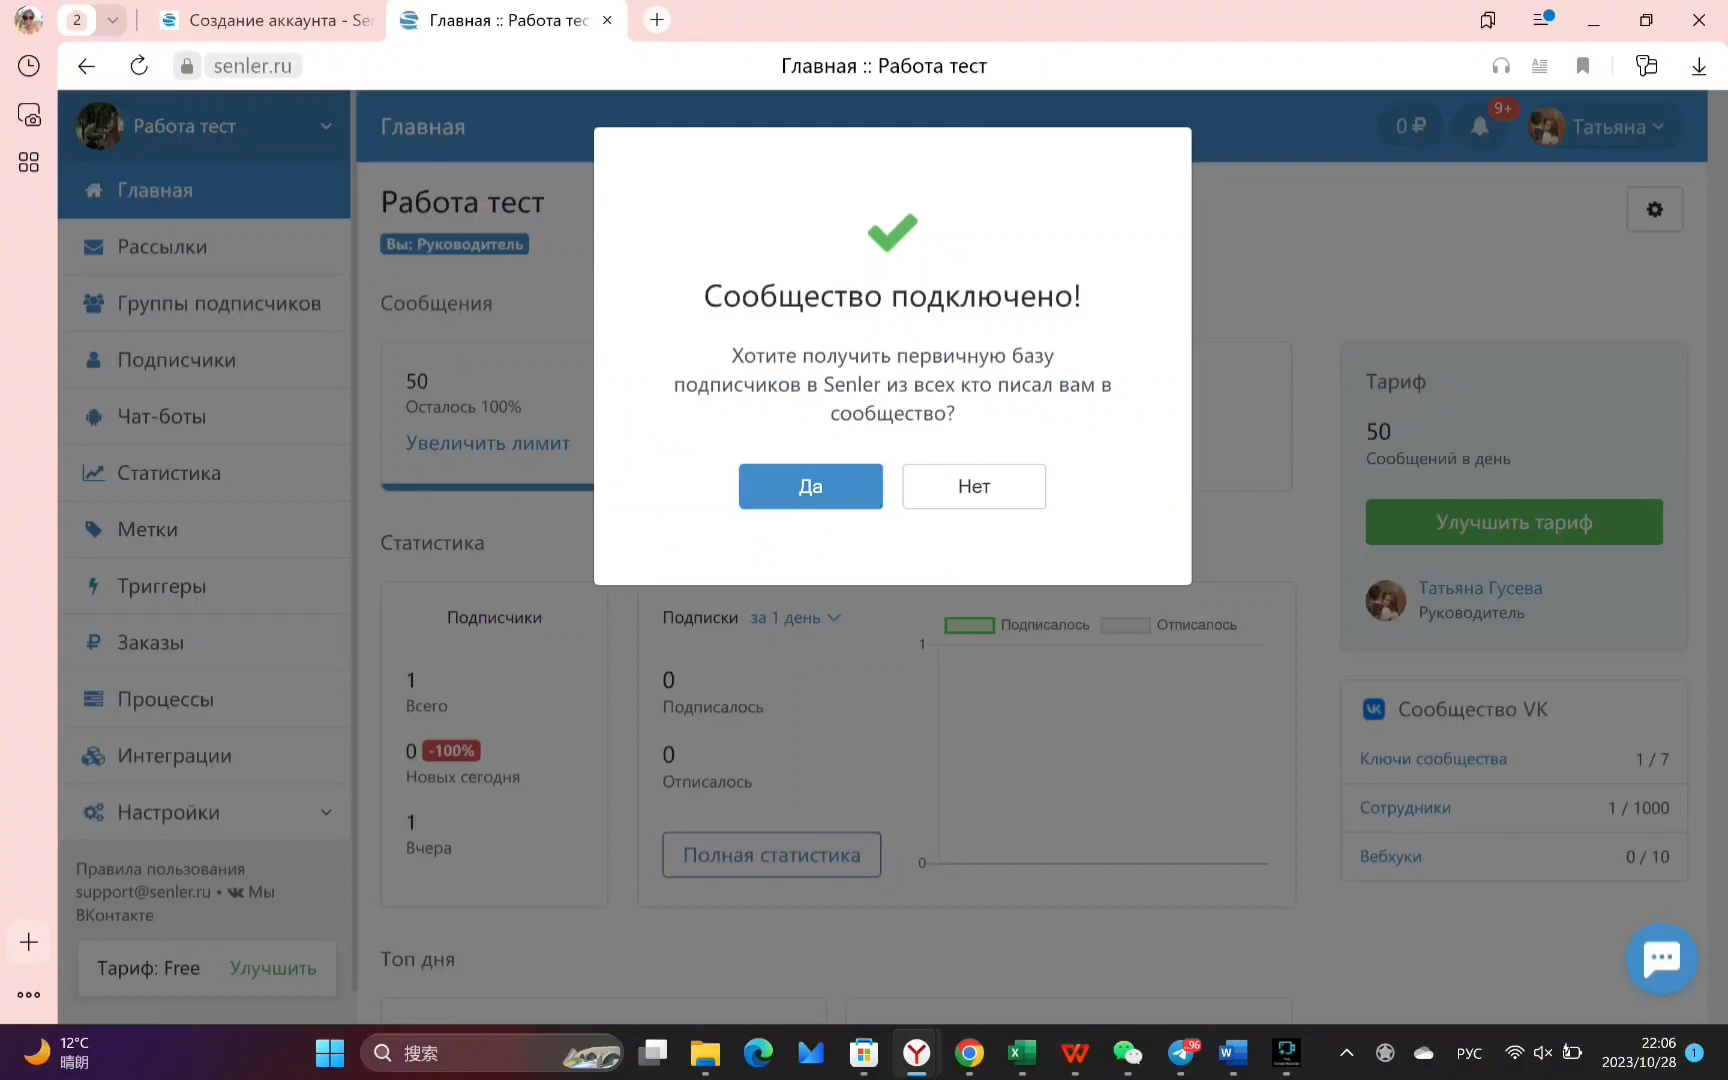 2
Создание аккаунта - Se
Главная :: Работа тес
senler.ru
Главная :: Работа тест
Работа тест
Главная
0 ₽
9+
Татьяна
Главная
Рассылки
Группы подписчиков
Подписчики
Чат-боты
Статистика
Метки
Триггеры
Заказы
Процессы
Интеграции
Настройки
Правила пользования
support@senler.ru • Мы
ВКонтакте
Тариф: Free Улучшить
Работа тест
Вы: Руководитель
Сообщения
50
Осталось 100%
Увеличить лимит
Сообщество подключено!
Хотите получить первичную базу
подписчиков в Senler из всех кто писал вам в
сообщество?
Да
Нет
Статистика
Подписчики
1
Всего
0 -100%
Новых сегодня
1
Вчера
Подписки за 1 день
0
Подписалось
0
Отписалось
Полная статистика
Подписалось
Отписалось
1
0
Топ дня
Тариф
50
Сообщений в день
Улучшить тариф
Татьяна Гусева
Руководитель
Сообщество VK
Ключи сообщества 1 / 7
Сотрудники 1 / 1000
Вебхуки 0 / 10
12°C
晴朗
搜索
96
РУС
22:06
2023/10/28
1